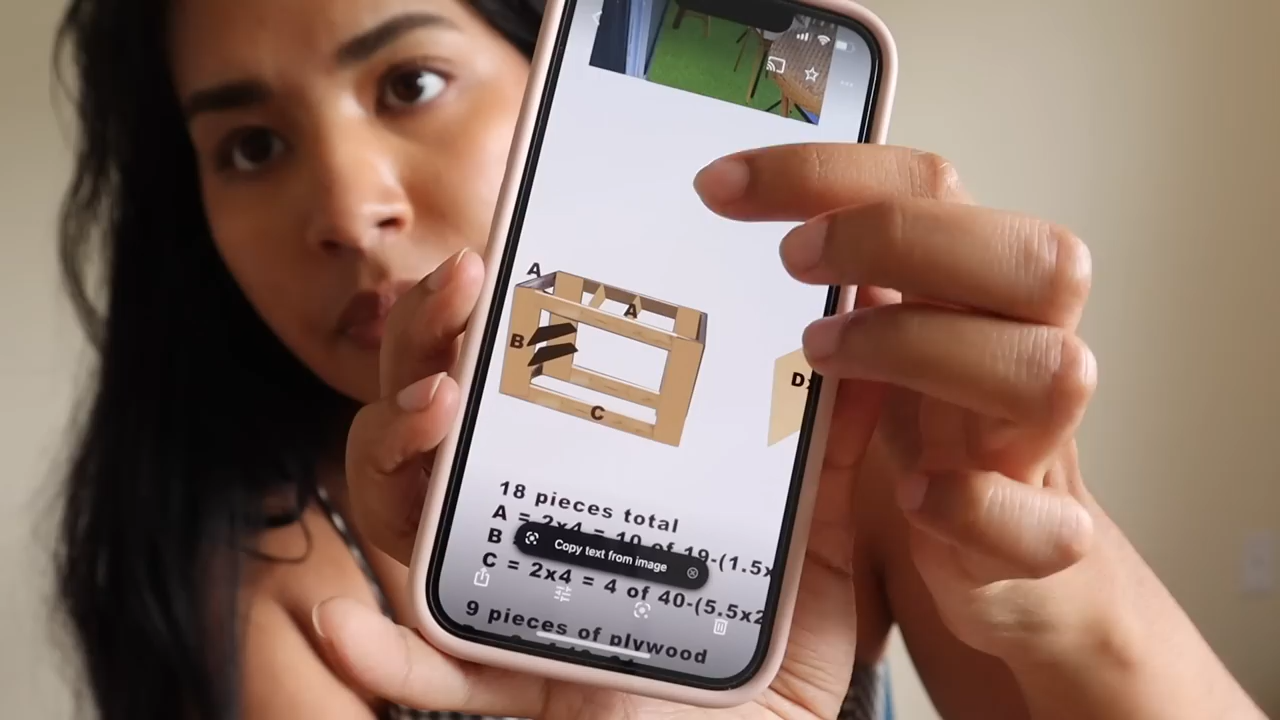 A
A
B
C
D
18 pieces total
A = 2x4 = 10 of 19-(1.5x
B
Copy text from image
C = 2x4 = 4 of 40-(5.5x2
9 pieces of plywood